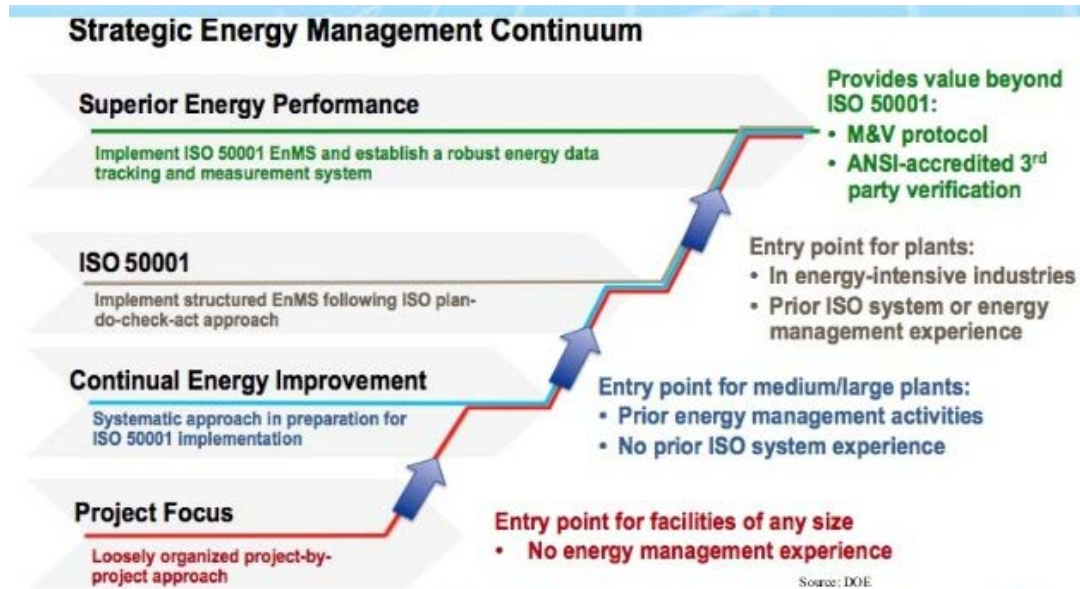 Strategic Energy Management Continuum
Superior Energy Performance
Implement ISO 50001 EnMS and establish a robust energy data
tracking and measurement system
Provides value beyond
ISO 50001:
• M&V protocol
• ANSI-accredited 3rd
party verification
ISO 50001
Implement structured EnMS following ISO plan-
do-check-act approach
Entry point for plants:
• In energy-intensive industries
• Prior ISO system or energy
management experience
Continual Energy Improvement
Systematic approach in preparation for
ISO 50001 implementation
Entry point for medium/large plants:
• Prior energy management activities
• No prior ISO system experience
Project Focus
Loosely organized project-by-
project approach
Entry point for facilities of any size
• No energy management experience
Source: DOE